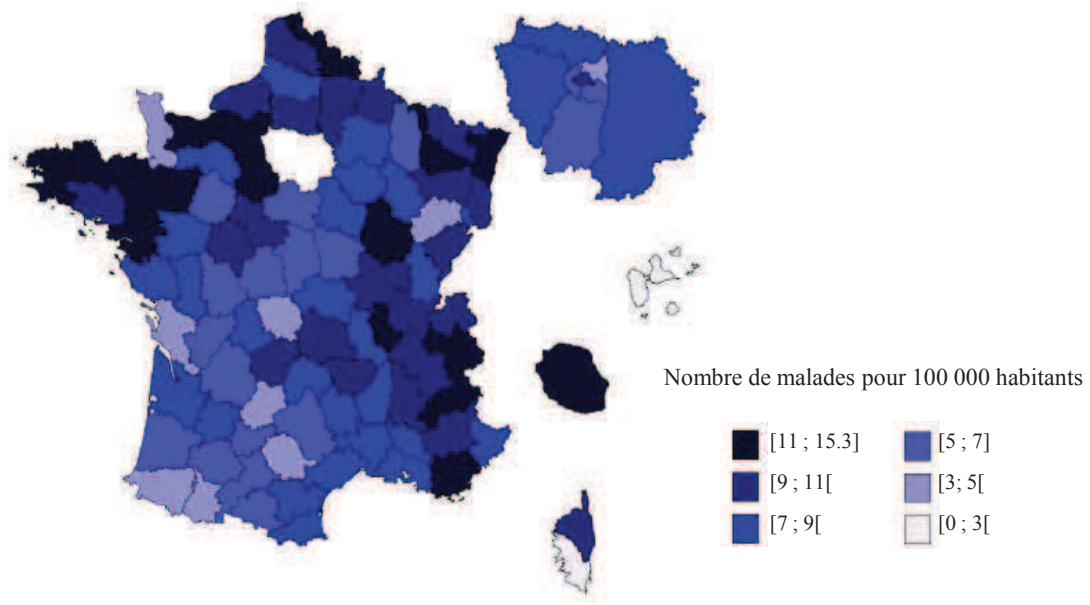 Nombre de malades pour 100 000 habitants
[11 ; 15.3]
[9 ; 11[
[7 ; 9[
[5 ; 7]
[3; 5[
[0 ; 3[